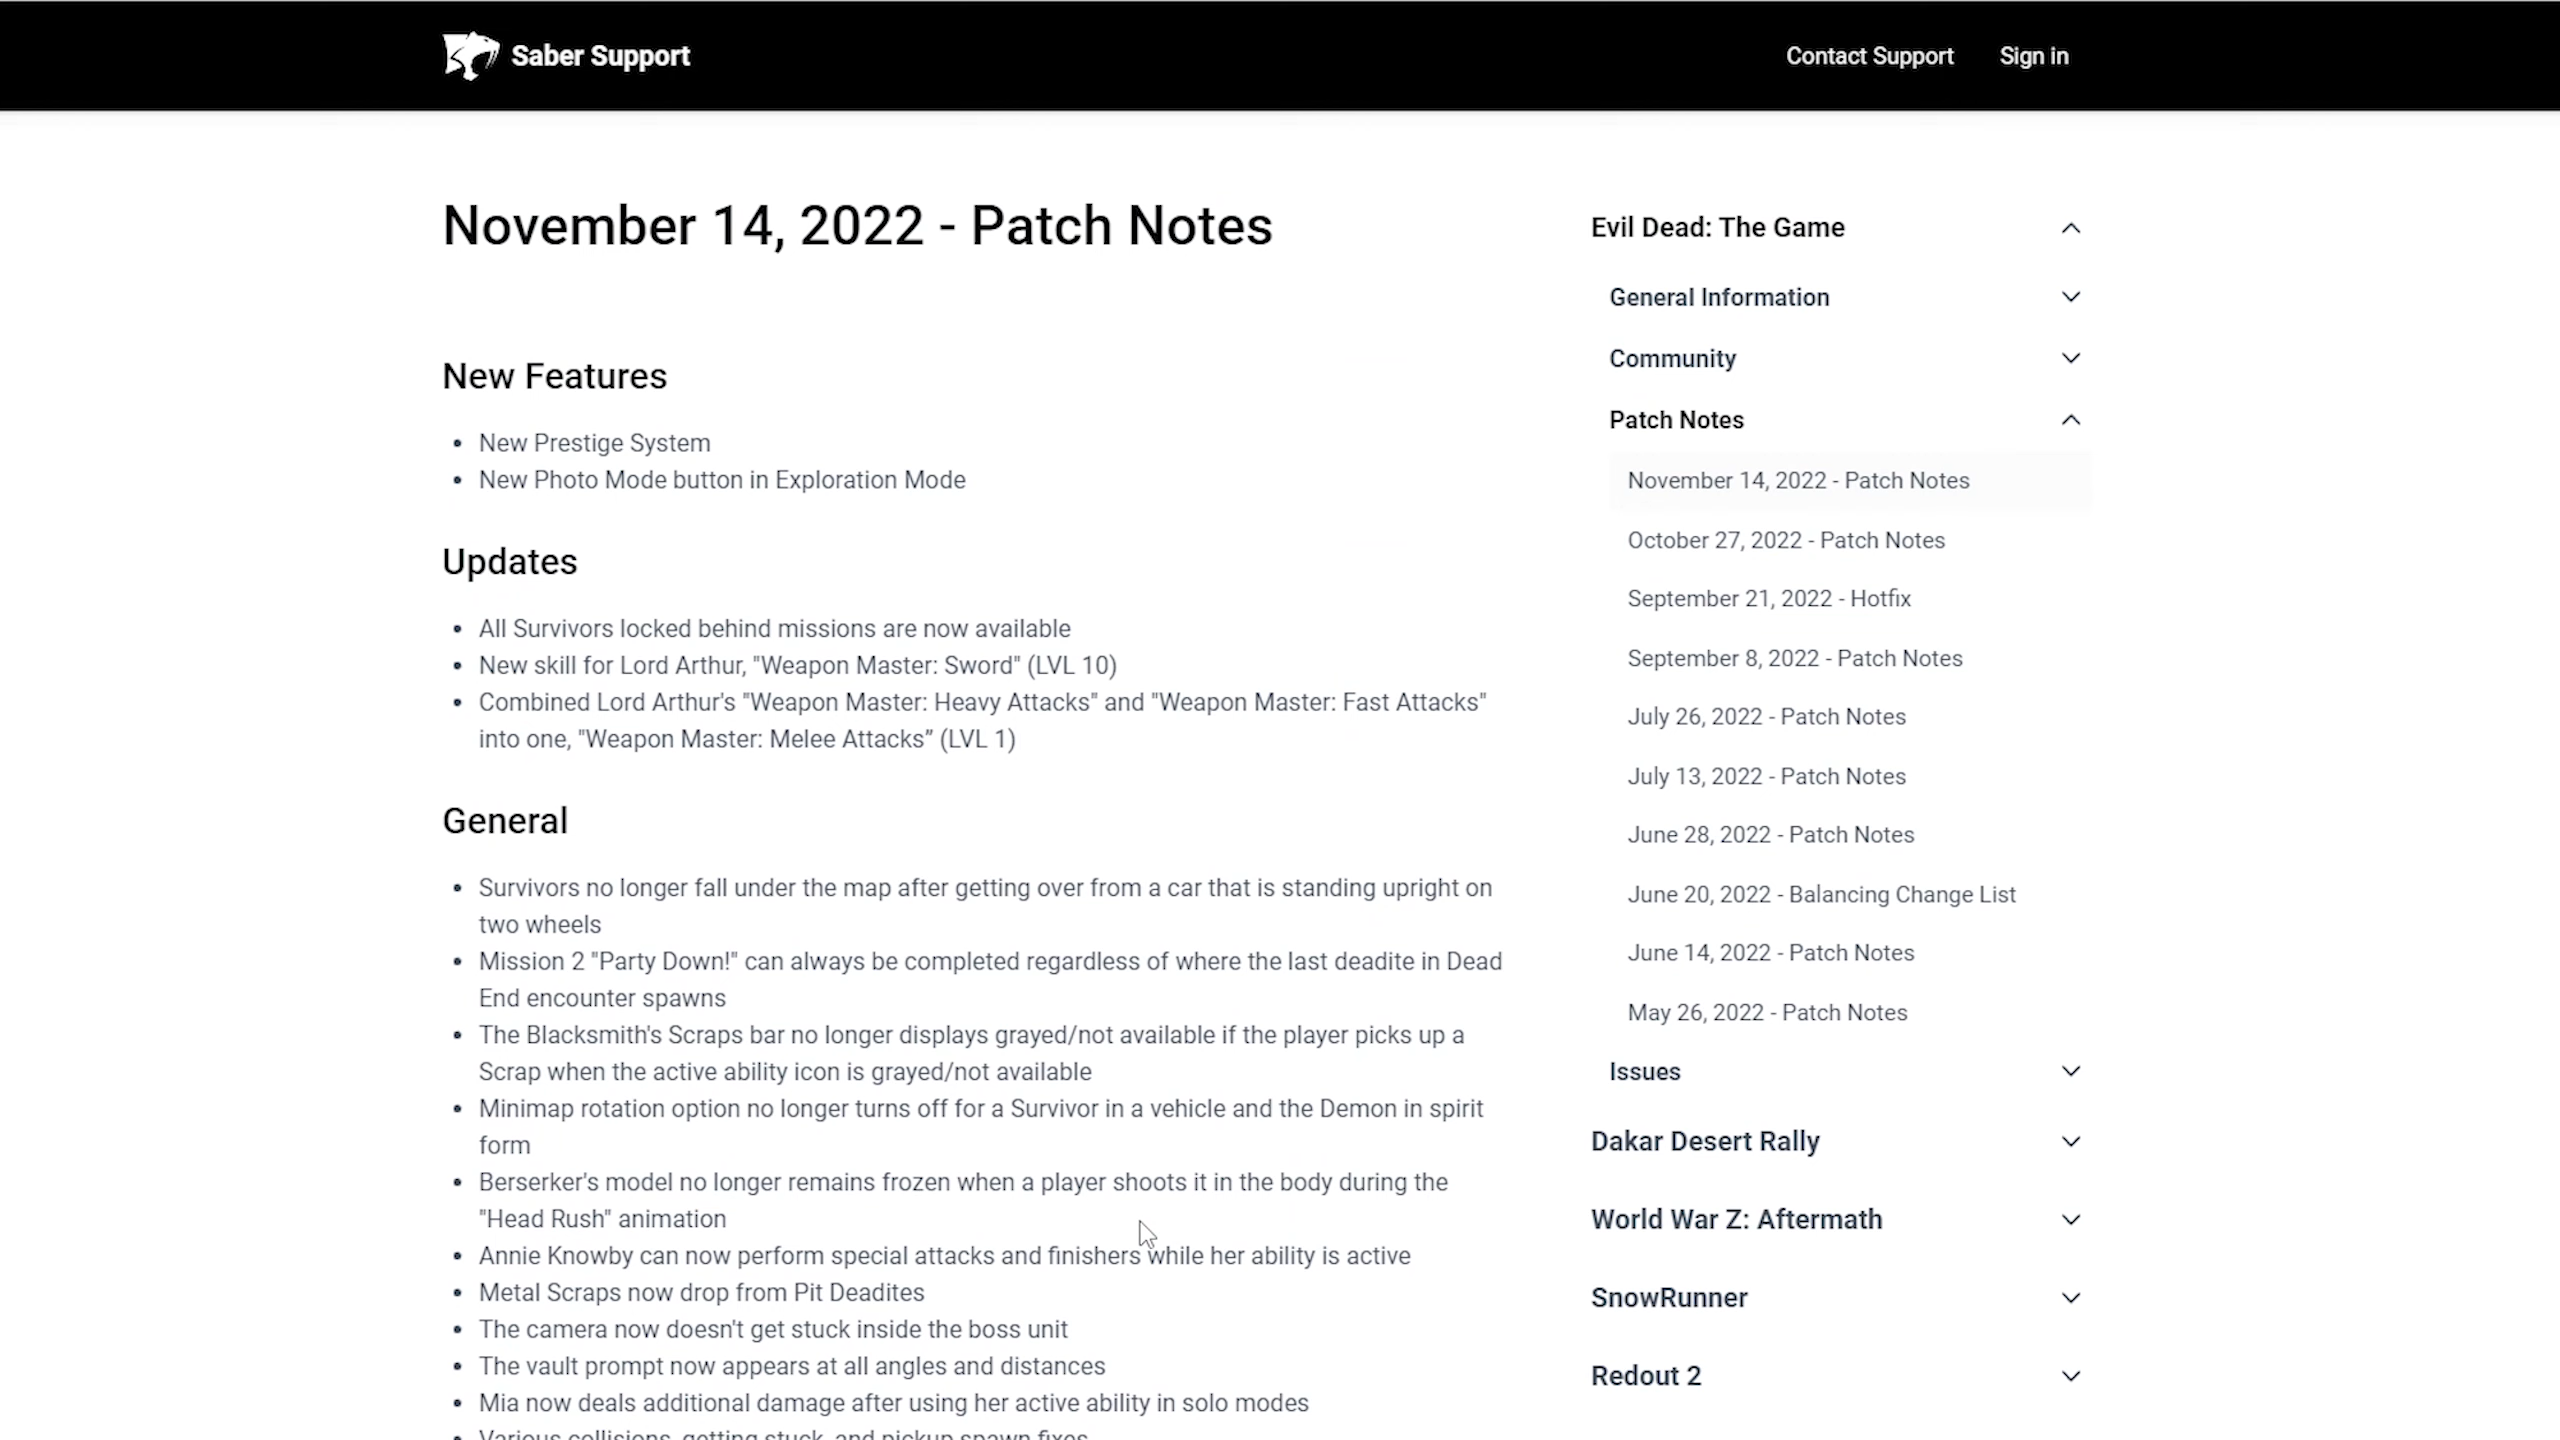 Saber Support
Contact Support
Sign in
November 14, 2022 - Patch Notes
New Features
• New Prestige System
• New Photo Mode button in Exploration Mode
Updates
• All Survivors locked behind missions are now available
• New skill for Lord Arthur, "Weapon Master: Sword" (LVL 10)
• Combined Lord Arthur's "Weapon Master: Heavy Attacks" and "Weapon Master: Fast Attacks"
into one, "Weapon Master: Melee Attacks” (LVL 1)
General
• Survivors no longer fall under the map after getting over from a car that is standing upright on
two wheels
• Mission 2 "Party Down!" can always be completed regardless of where the last deadite in Dead
End encounter spawns
• The Blacksmith's Scraps bar no longer displays grayed/not available if the player picks up a
Scrap when the active ability icon is grayed/not available
• Minimap rotation option no longer turns off for a Survivor in a vehicle and the Demon in spirit
form
• Berserker's model no longer remains frozen when a player shoots it in the body during the
"Head Rush" animation
• Annie Knowby can now perform special attacks and finishers while her ability is active
• Metal Scraps now drop from Pit Deadites
• The camera now doesn't get stuck inside the boss unit
• The vault prompt now appears at all angles and distances
• Mia now deals additional damage after using her active ability in solo modes
• Various collisions, getting stuck, and pickup spawn fixes
Evil Dead: The Game
General Information
Community
Patch Notes
November 14, 2022 - Patch Notes
October 27, 2022 - Patch Notes
September 21, 2022 - Hotfix
September 8, 2022 - Patch Notes
July 26, 2022 - Patch Notes
July 13, 2022 - Patch Notes
June 28, 2022 - Patch Notes
June 20, 2022 - Balancing Change List
June 14, 2022 - Patch Notes
May 26, 2022 - Patch Notes
Issues
Dakar Desert Rally
World War Z: Aftermath
SnowRunner
Redout 2